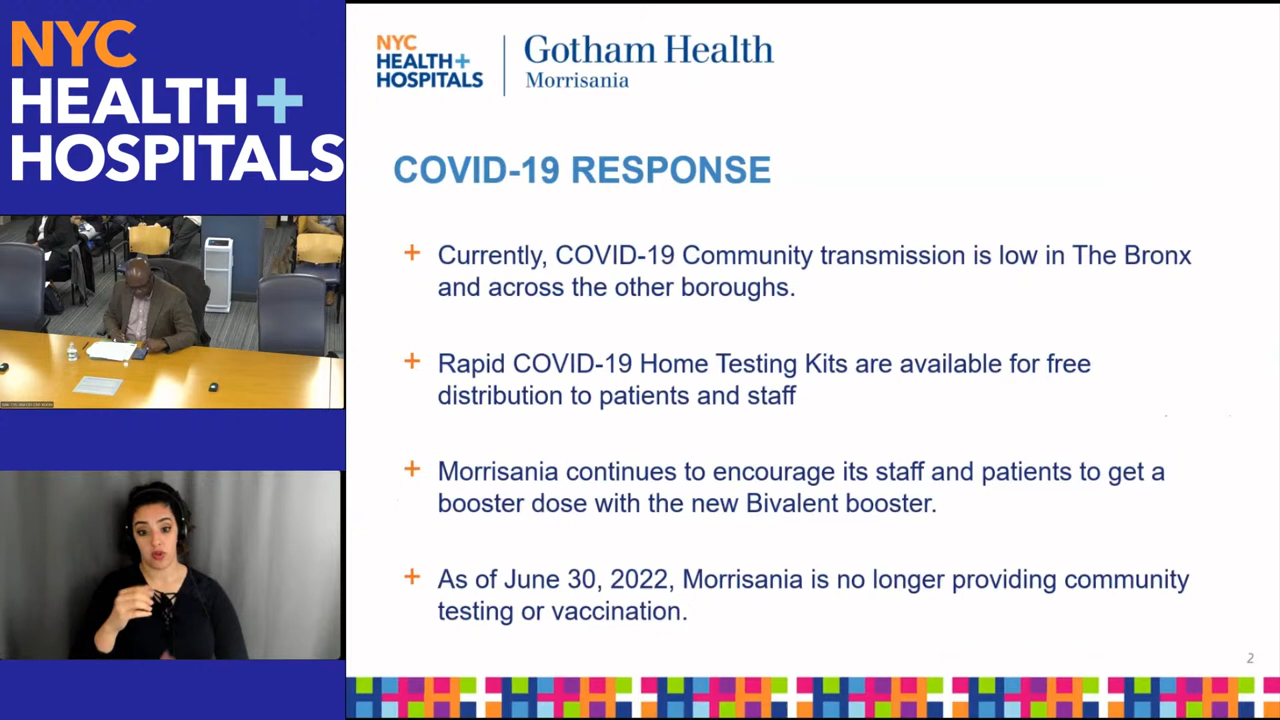 NYC
HEALTH+
HOSPITALS
NYC
HEALTH+
HOSPITALS
Gotham Health
Morrisania
COVID-19 RESPONSE
+ Currently, COVID-19 Community transmission is low in The Bronx
and across the other boroughs.
+ Rapid COVID-19 Home Testing Kits are available for free
distribution to patients and staff
+ Morrisania continues to encourage its staff and patients to get a
booster dose with the new Bivalent booster.
+ As of June 30, 2022, Morrisania is no longer providing community
testing or vaccination.
2